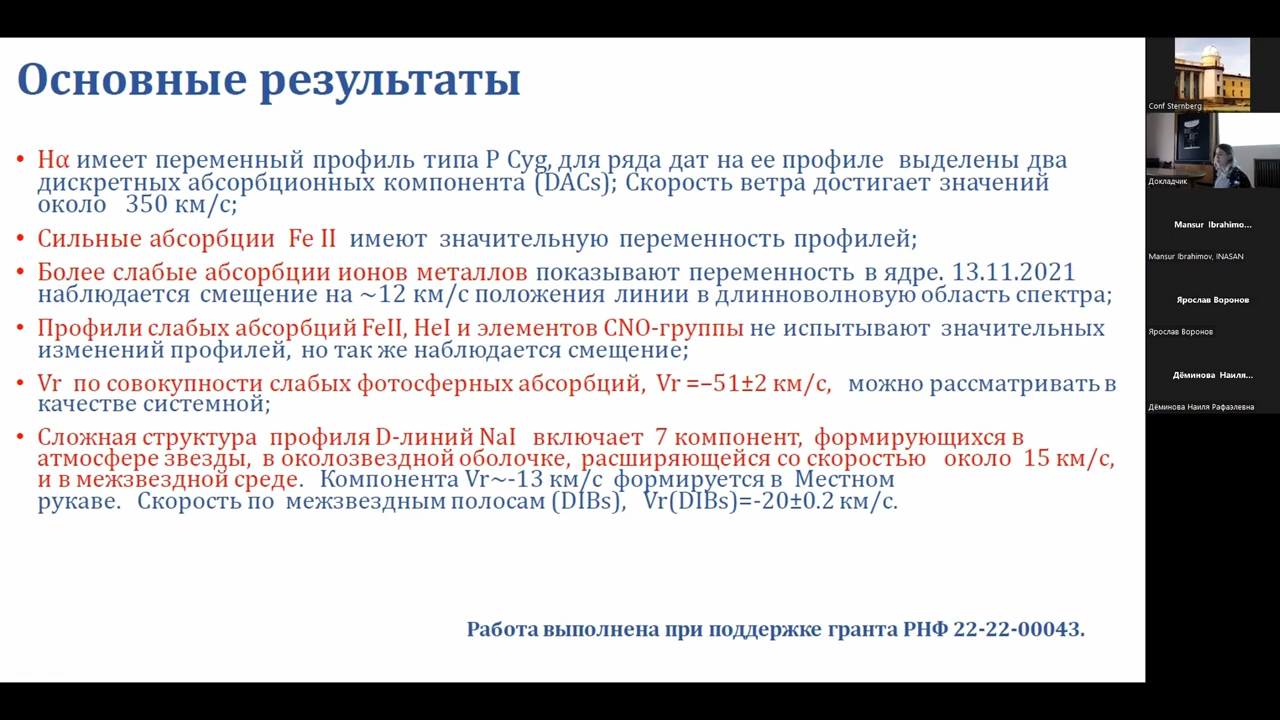 Основные результаты
• Hα имеет переменный профиль типа P Cyg, для ряда дат на ее профиле выделены два
дискретных абсорбционных компонента (DACs); Скорость ветра достигает значений
около 350 км/с;
• Сильные абсорбции Fe II имеют значительную переменность профилей;
• Более слабые абсорбции ионов металлов показывают переменность в ядре. 13.11.2021
наблюдается смещение на ~12 км/с положения линии в длинноволновую область спектра;
• Профили слабых абсорбций FeII, HeI и элементов CNO-группы не испытывают значительных
изменений профилей, но так же наблюдается смещение;
• Vr по совокупности слабых фотосферных абсорбций, Vr =–51±2 км/с, можно рассматривать в
качестве системной;
• Сложная структура профиля D-линий NaI включает 7 компонент, формирующихся в
атмосфере звезды, в околозвездной оболочке, расширяющейся со скоростью около 15 км/с,
и в межзвездной среде. Компонента Vr~-13 км/с формируется в Местном
рукаве. Скорость по межзвездным полосам (DIBs), Vr(DIBs)=-20±0.2 км/с.
Работа выполнена при поддержке гранта РНФ 22-22-00043.
Conf Sternberg
Докладчик
Mansur Ibrahimo...
Mansur Ibrahimov, INASAN
Ярослав Воронов
Ярослав Воронов
Дёминова Наиля...
Дёминова Наиля Рафаэлевна